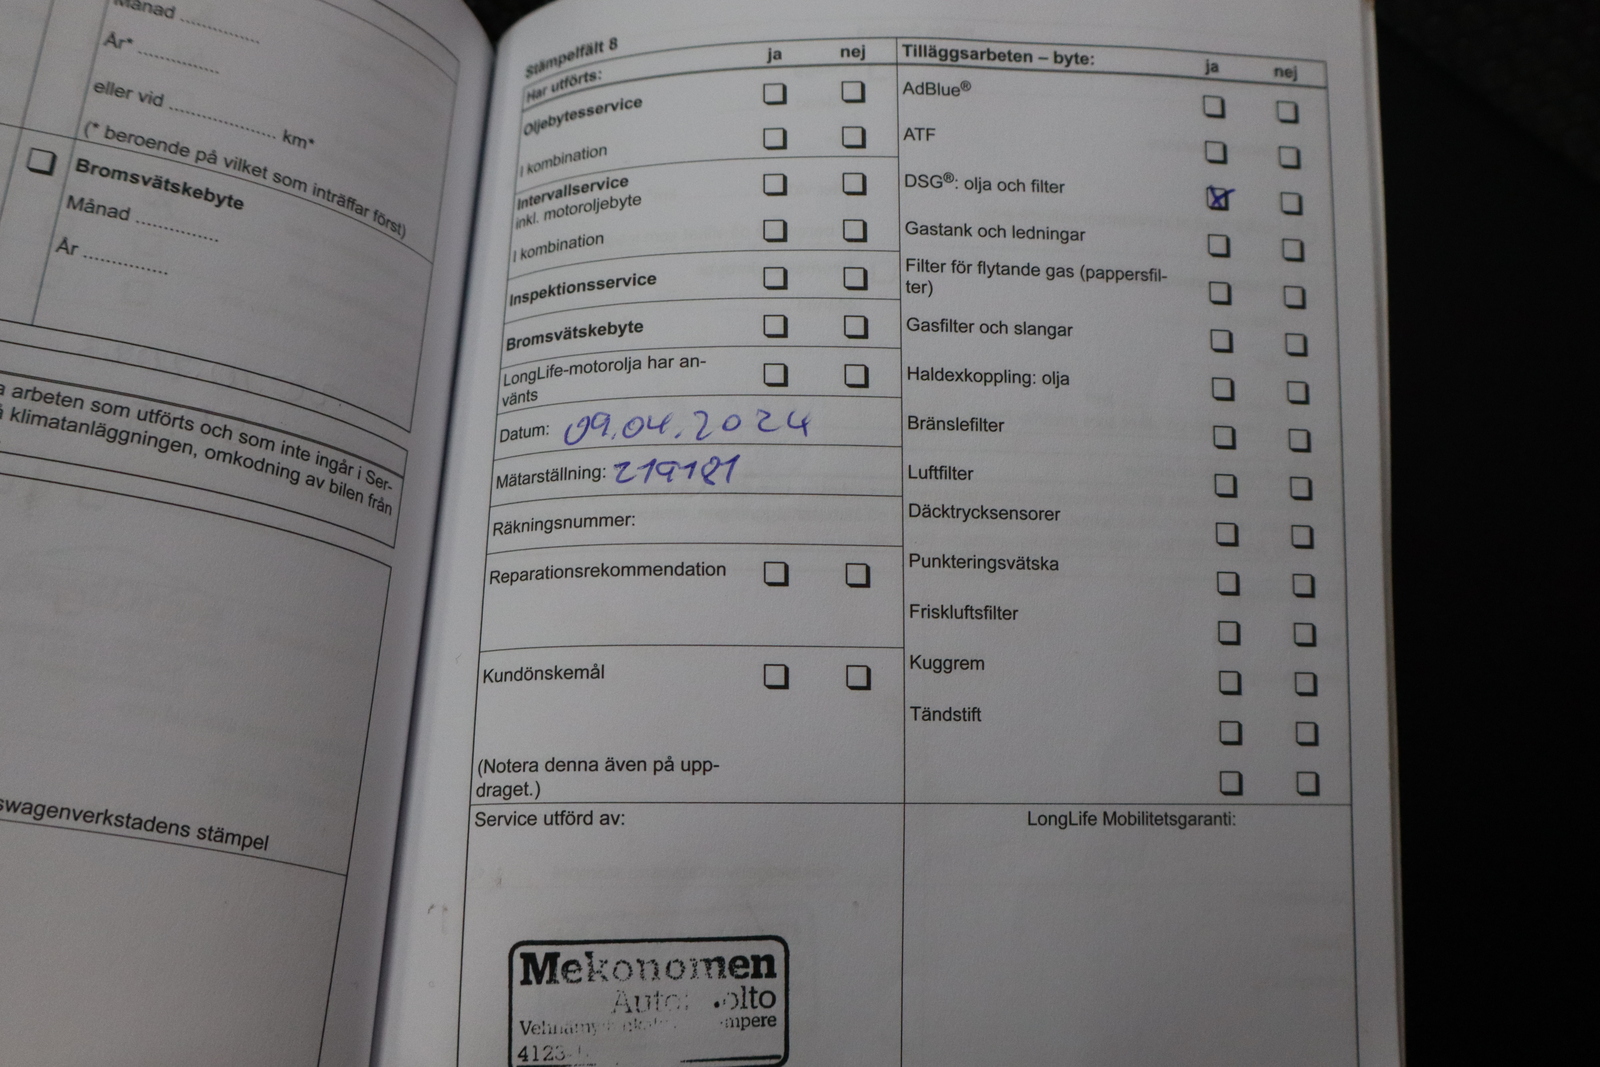 Månad
År*
eller vid km*
(* beroende på vilket som inträffar först)
Bromsvätskebyte
Månad
År
a arbeten som utförts och som inte ingår i Ser-
å klimatanläggningen, omkodning av bilen från
swagenverkstadens stämpel
Stämpelfält 8
Har utförts: ja nej
Oljebytesservice
I kombination
Intervallservice
inkl. motoroljebyte
I kombination
Inspektionsservice
Bromsvätskebyte
LongLife-motorolja har an-
vänts
Datum: 09.04.2024
Mätarställning:
Räkningsnummer:
Reparationsrekommendation
Kundönskemål
(Notera denna även på upp-
draget.)
Service utförd av:
Mekonomen
4123
Tilläggsarbeten – byte: ja nej
AdBlue®
ATF
DSG®: olja och filter
Gastank och ledningar
Filter för flytande gas (pappersfil-
ter)
Gasfilter och slangar
Haldexkoppling: olja
Bränslefilter
Luftfilter
Däcktrycksensorer
Punkteringsvätska
Friskluftsfilter
Kuggrem
Tändstift
LongLife Mobilitetsgaranti: